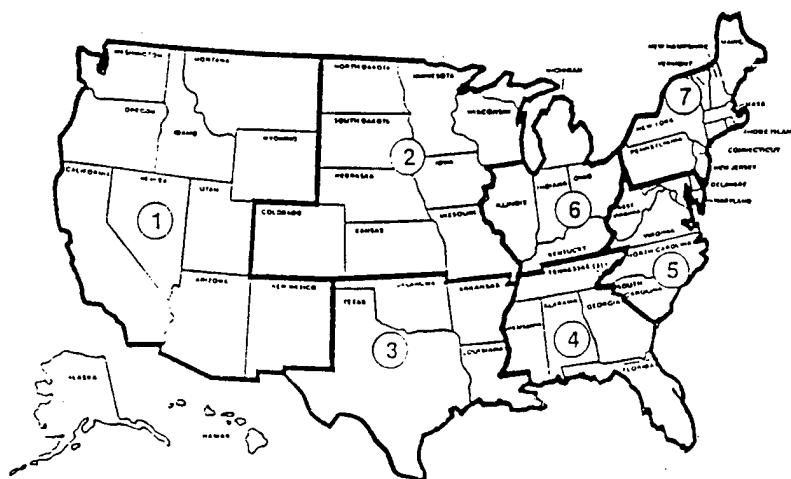 WASHINGTON
MONTANA
NORTH DAKOTA
MINNESOTA
MICHIGAN
NEW HAMPSHIRE
VERMONT
MAINE
OREGON
IDAHO
WYOMING
SOUTH DAKOTA
WISCONSIN
7
MASS
NEW YORK
RHODE ISLAND
CONNECTICUT
2
IOWA
PENNSYLVANIA
NEW JERSEY
CALIFORNIA
NEVADA
UTAH
NEBRASKA
ILLINOIS
INDIANA
OHIO
DELAWARE
MARYLAND
1
COLORADO
KANSAS
MISSOURI
6
WEST
VIRGINIA
KENTUCKY
NORTH CAROLINA
ARIZONA
NEW MEXICO
OKLAHOMA
ARKANSAS
5
TEXAS
ALABAMA
GEORGIA
SOUTH
CAROLINA
3
LOUISIANA
4
FLORIDA
ALASKA
HAWAII